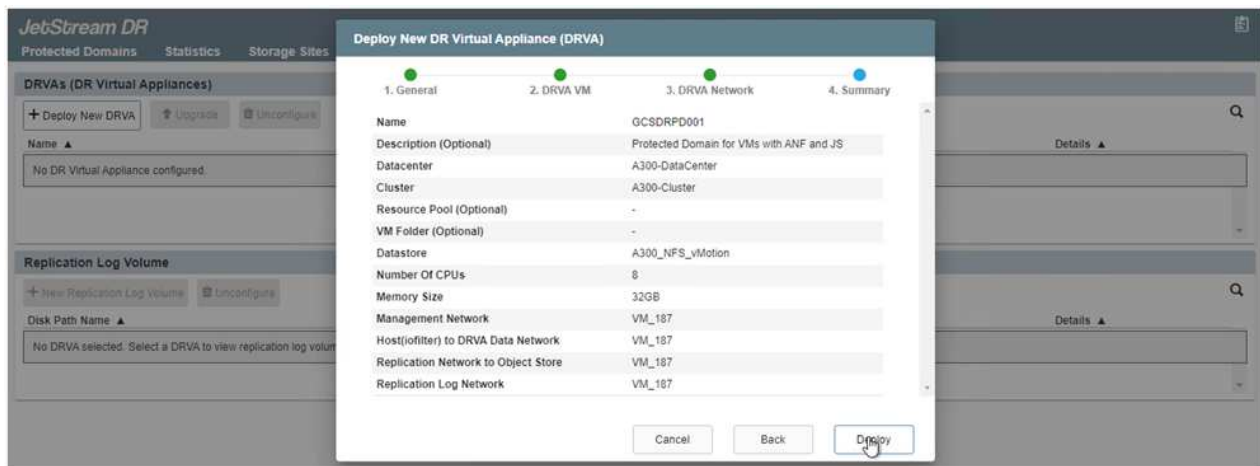 JetStream DR
Protected Domains Statistics Storage Sites
DRVAs (DR Virtual Appliances)
+ Deploy New DRVA Upgrade Unconfigure
Name ▲ Details ▲
No DR Virtual Appliance configured.
Replication Log Volume
+ New Replication Log Volume Unconfigure
Disk Path Name ▲ Details ▲
No DRVA selected. Select a DRVA to view replication log
Deploy New DR Virtual Appliance (DRVA)
1. General 2. DRVA VM 3. DRVA Network 4. Summary
Name GCSDRPD001
Description (Optional) Protected Domain for VMs with ANF and JS
Datacenter A300-DataCenter
Cluster A300-Cluster
Resource Pool (Optional) -
VM Folder (Optional) -
Datastore A300_NFS_vMotion
Number Of CPUs 8
Memory Size 32GB
Management Network VM_187
Host(iofilter) to DRVA Data Network VM_187
Replication Network to Object Store VM_187
Replication Log Network VM_187
Cancel Back Deploy